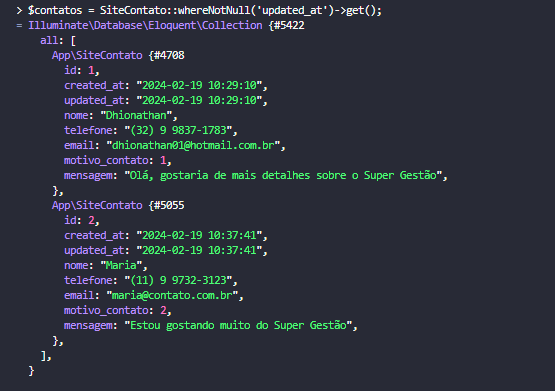 > $contatos = SiteContato::whereNotNull('updated_at')->get();
= Illuminate\Database\Eloquent\Collection {#5422
    all: [
      App\SiteContato {#4708
        id: 1,
        created_at: "2024-02-19 10:29:10",
        updated_at: "2024-02-19 10:29:10",
        nome: "Dhionathan",
        telefone: "(32) 9 9837-1783",
        email: "dhionathan01@hotmail.com.br",
        motivo_contato: 1,
        mensagem: "Olá, gostaria de mais detalhes sobre o Super Gestão",
      },
      App\SiteContato {#5055
        id: 2,
        created_at: "2024-02-19 10:37:41",
        updated_at: "2024-02-19 10:37:41",
        nome: "Maria",
        telefone: "(11) 9 9732-3123",
        email: "maria@contato.com.br",
        motivo_contato: 2,
        mensagem: "Estou gostando muito do Super Gestão",
      },
    ],
  }